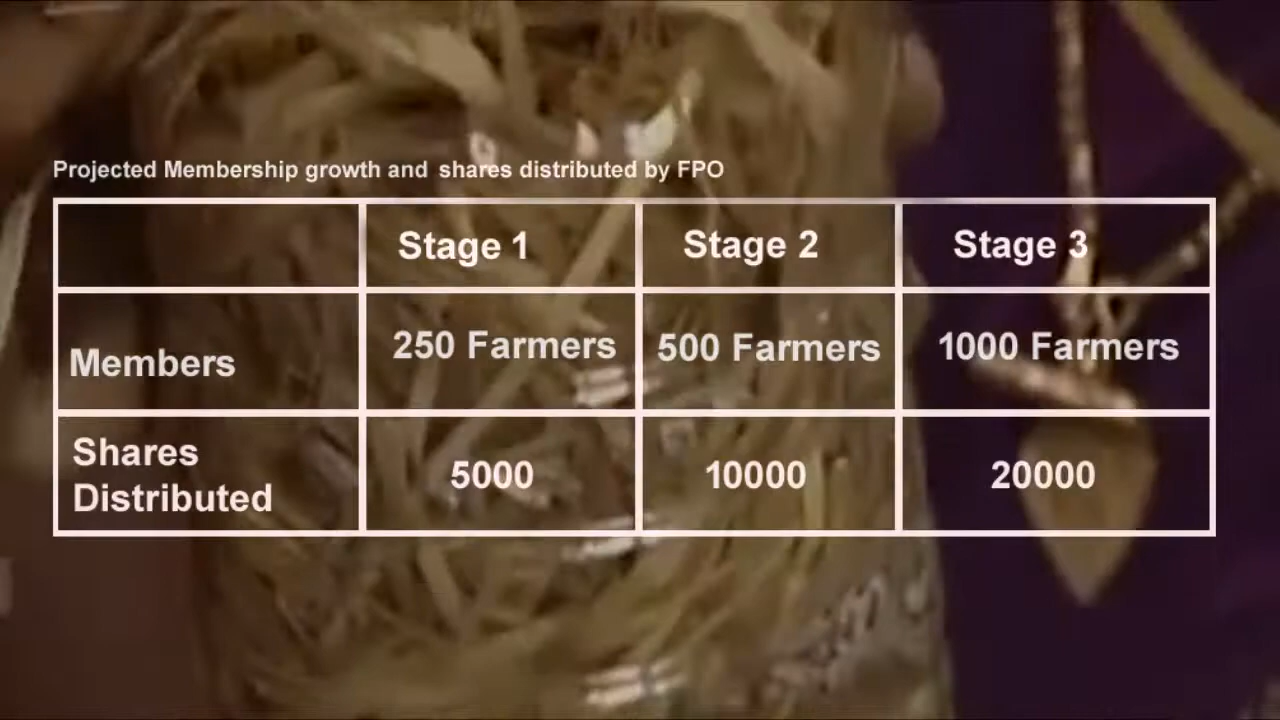 Projected Membership growth and shares distributed by FPO
Stage 1 Stage 2 Stage 3
Members 250 Farmers 500 Farmers 1000 Farmers
Shares
Distributed 5000 10000 20000